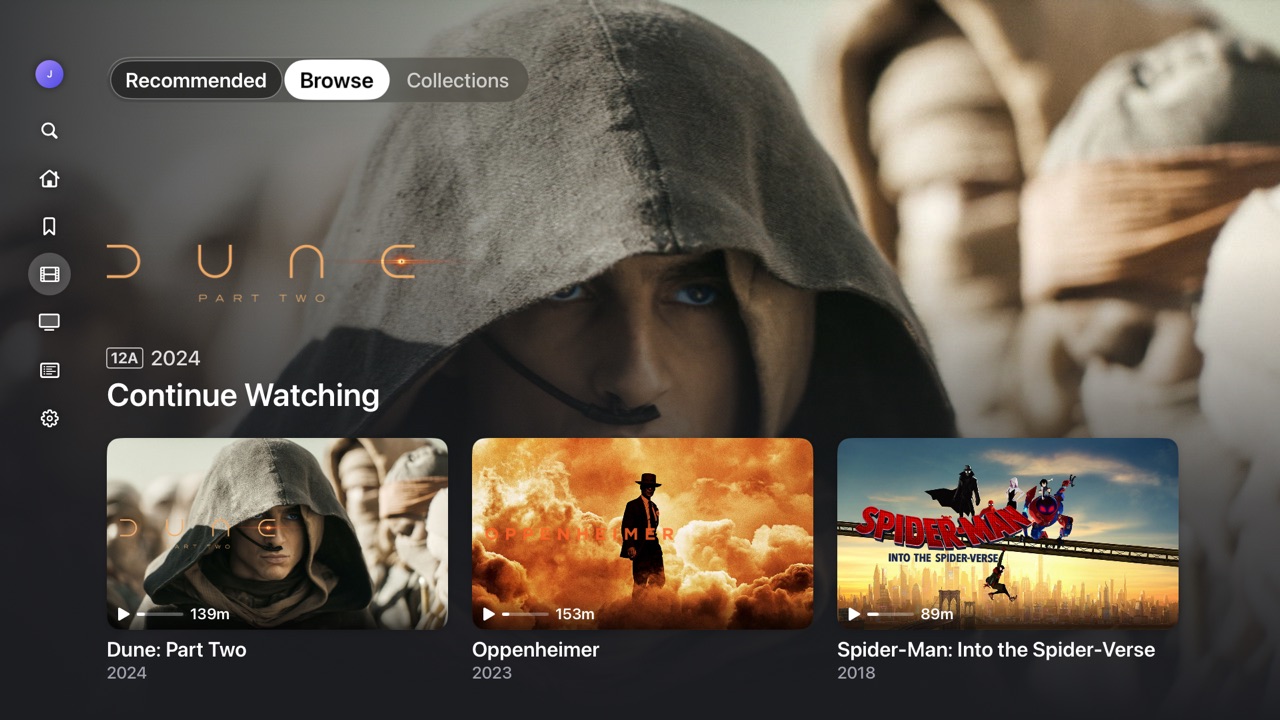 J
Recommended
Browse
Collections
DUNE
PART TWO
12A 2024
Continue Watching
DUNE
PART TWO
139m
OPPENHEIMER
153m
SPIDER-MAN
INTO THE SPIDER-VERSE
89m
Dune: Part Two
2024
Oppenheimer
2023
Spider-Man: Into the Spider-Verse
2018